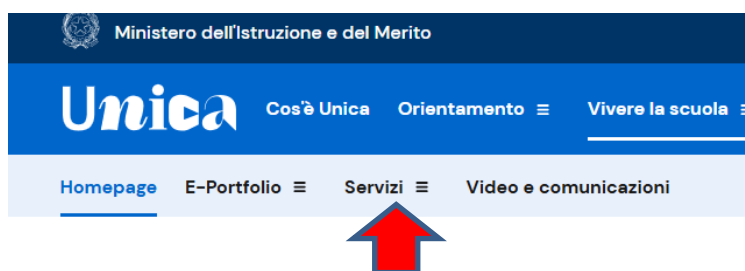 Ministero dell'Istruzione e del Merito
Unica Cos'è Unica Orientamento Vivere la scuola
Homepage E-Portfolio Servizi Video e comunicazioni